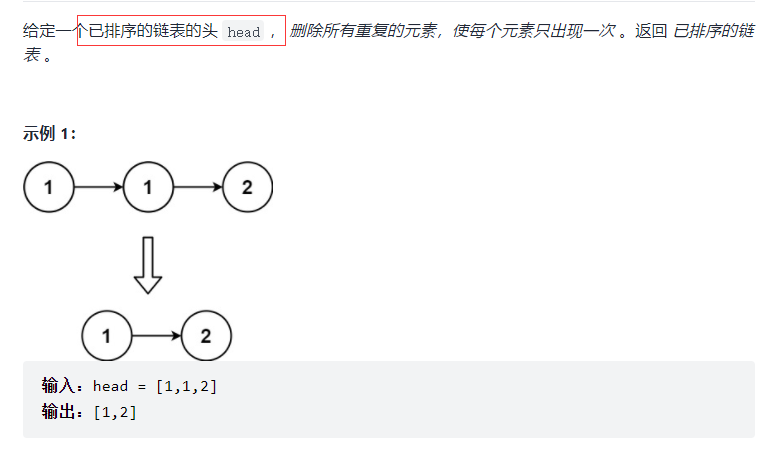 给定一个已排序的链表的头 head ， 删除所有重复的元素，使每个元素只出现一次 。返回 已排序的链
表 。
示例 1：
1 1 2
1 2
输入：head = [1,1,2]
输出：[1,2]